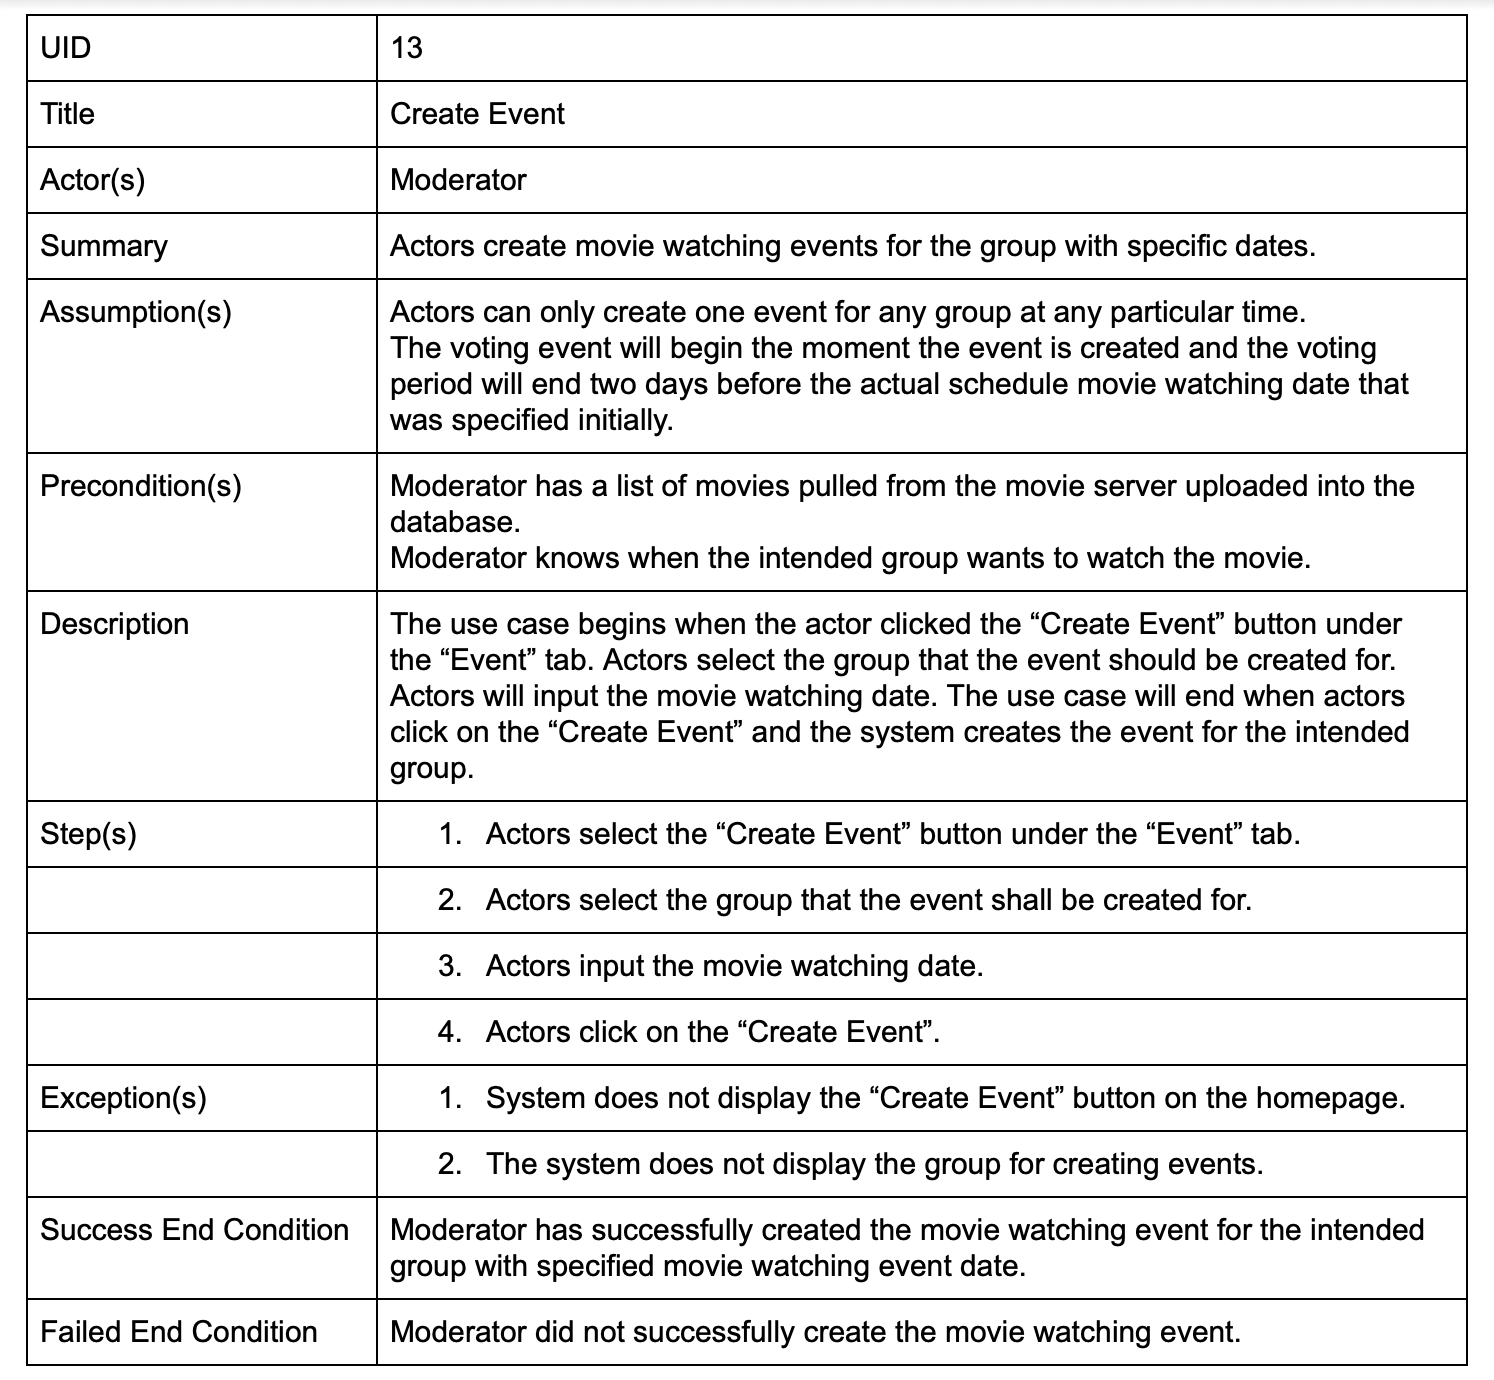 UID
13
Title
Create Event
Actor(s)
Moderator
Summary
Actors create movie watching events for the group with specific dates.
Assumption(s)
Actors can only create one event for any group at any particular time.
The voting event will begin the moment the event is created and the voting
period will end two days before the actual schedule movie watching date that
was specified initially.
Precondition(s)
Moderator has a list of movies pulled from the movie server uploaded into the
database.
Moderator knows when the intended group wants to watch the movie.
Description
The use case begins when the actor clicked the “Create Event” button under
the “Event” tab. Actors select the group that the event should be created for.
Actors will input the movie watching date. The use case will end when actors
click on the “Create Event” and the system creates the event for the intended
group.
Step(s)
1. Actors select the “Create Event” button under the “Event” tab.
2. Actors select the group that the event shall be created for.
3. Actors input the movie watching date.
4. Actors click on the “Create Event”.
Exception(s)
1. System does not display the “Create Event” button on the homepage.
2. The system does not display the group for creating events.
Success End Condition
Moderator has successfully created the movie watching event for the intended
group with specified movie watching event date.
Failed End Condition
Moderator did not successfully create the movie watching event.